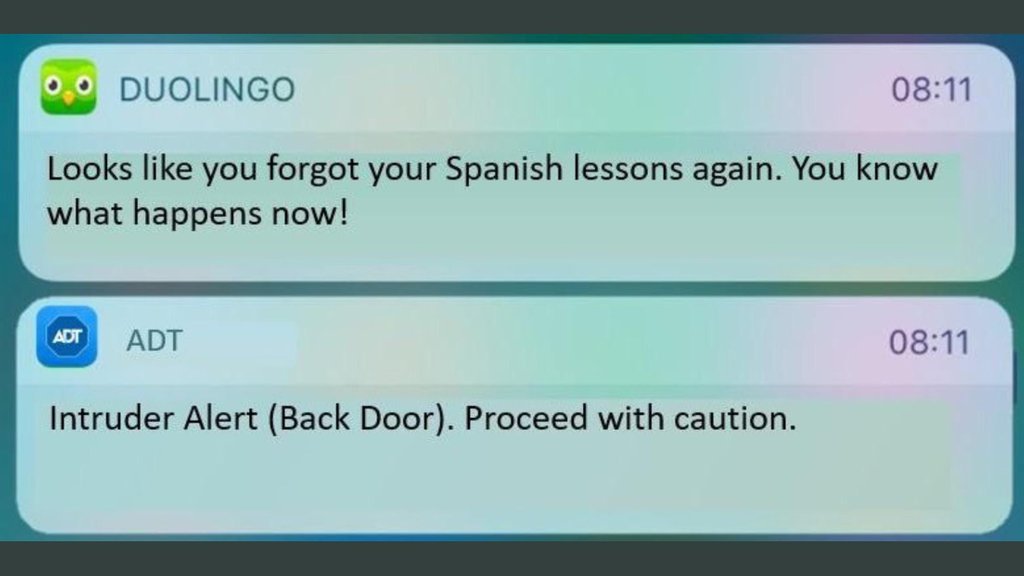 DUOLINGO 08:11
Looks like you forgot your Spanish lessons again. You know
what happens now!
ADT ADT 08:11
Intruder Alert (Back Door). Proceed with caution.